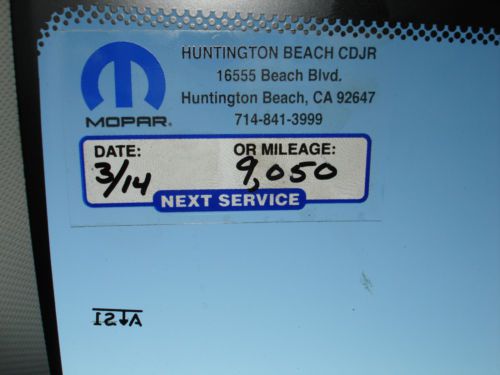 HUNTINGTON BEACH CDJR
16555 Beach Blvd.
Huntington Beach, CA 92647
714-841-3999
MOPAR.
DATE: OR MILEAGE:
3/14 9,050
NEXT SERVICE
AS1